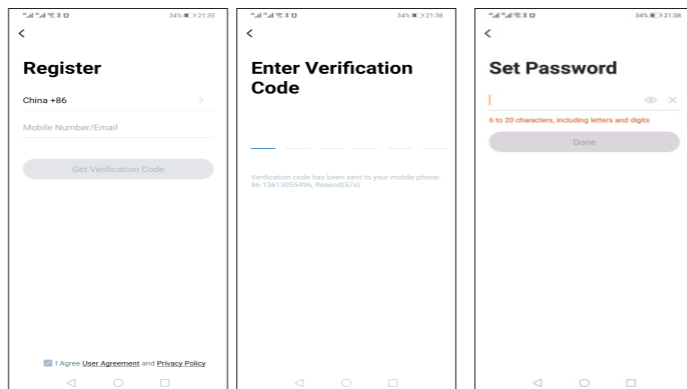 34% 21:35
Register
China +86
Mobile Number/Email
Get Verification Code
I Agree User Agreement and Privacy Policy
34% 21:38
Enter Verification
Code
Verification code has been sent to your mobile phone:
86-13613055496, Resend(57s)
34% 21:38
Set Password
6 to 20 characters, including letters and digits
Done